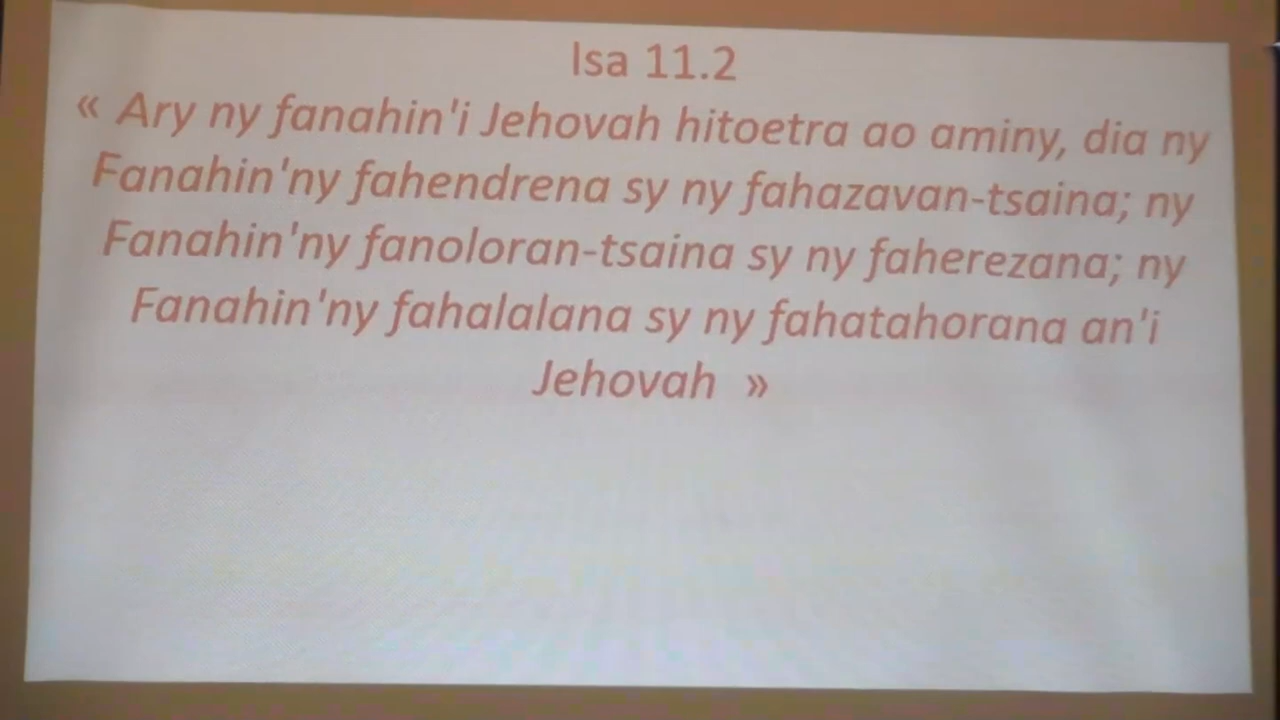 Isa 11.2
« Ary ny fanahin'i Jehovah hitoetra ao aminy, dia ny
Fanahin'ny fahendrena sy ny fahazavan-tsaina; ny
Fanahin'ny fanoloran-tsaina sy ny faherezana; ny
Fanahin'ny fahalalana sy ny fahatahorana an'i
Jehovah »